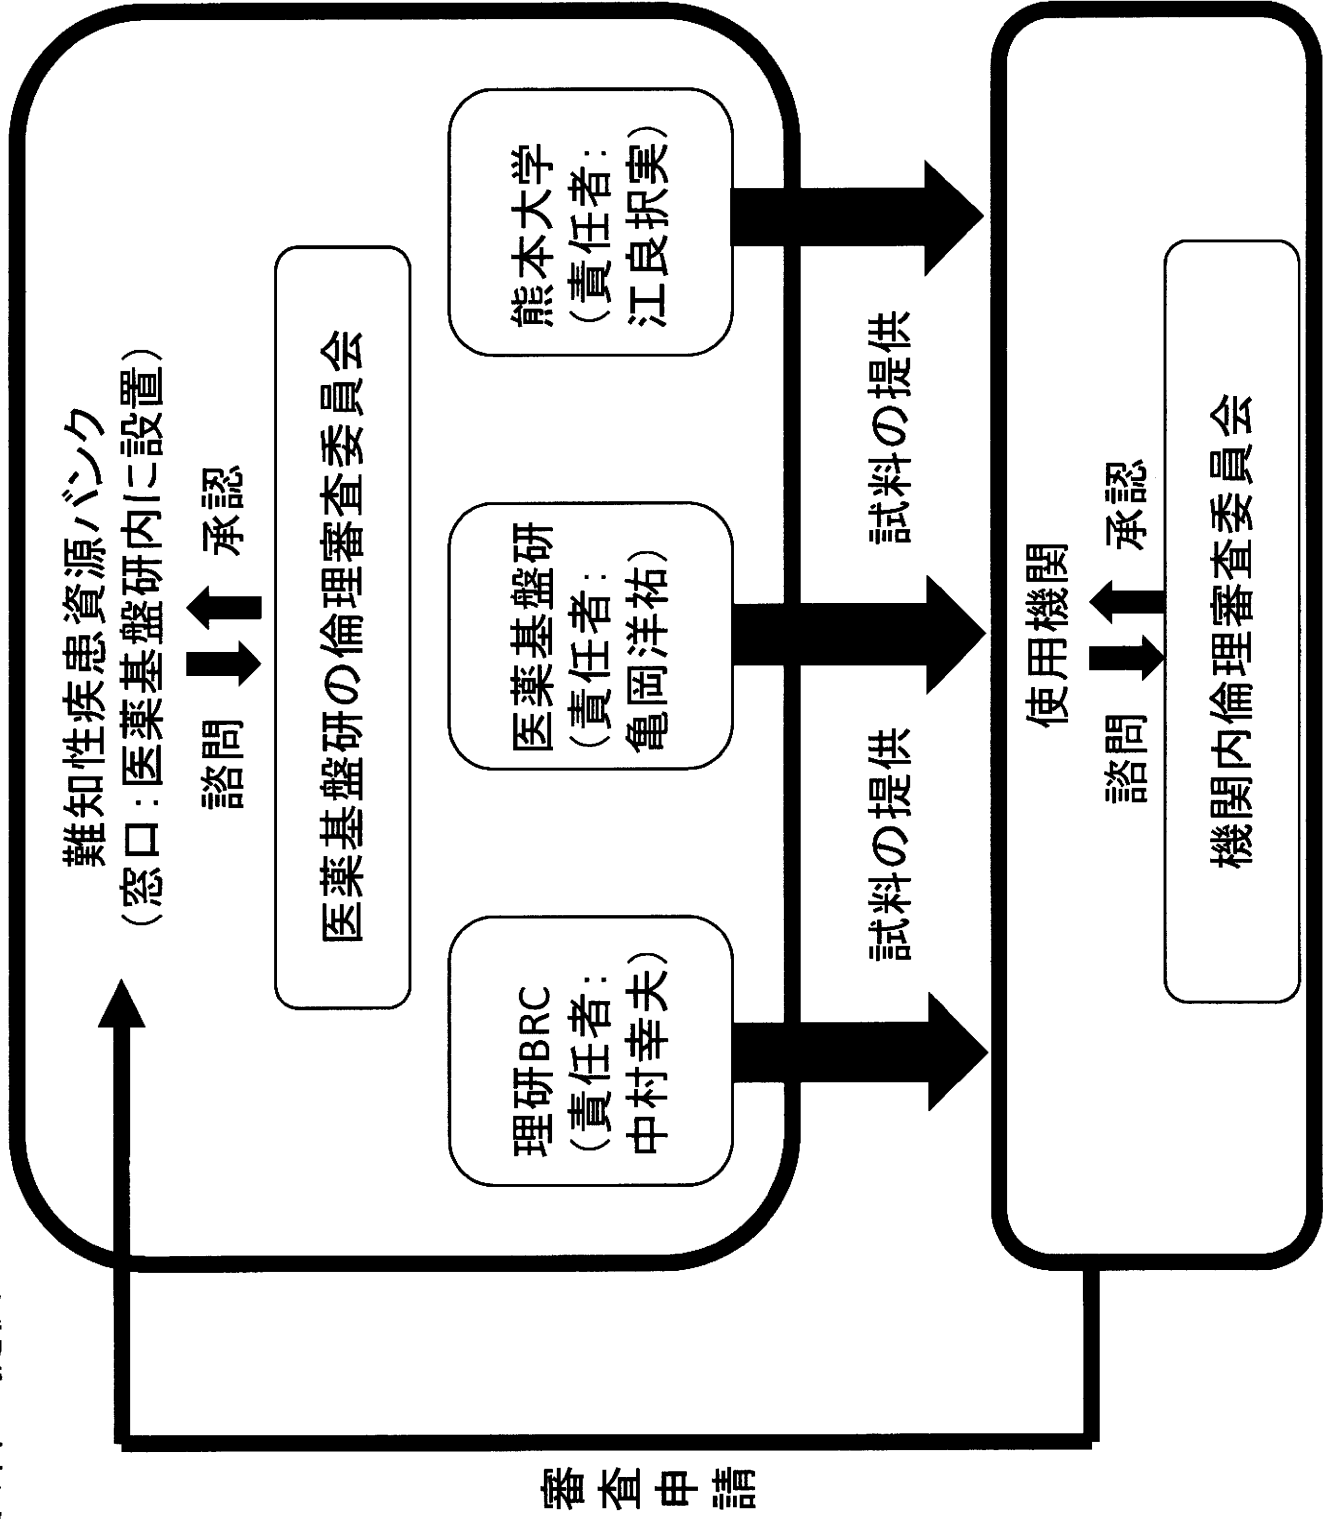 難知性疾患資源バンク
（窓口：医薬基盤研内に設置）
諮問
承認
医薬基盤研の倫理審査委員会
理研BRC
（責任者：
中村幸夫）
医薬基盤研
（責任者：
亀岡洋祐）
熊本大学
（責任者：
江良択実）
試料の提供
試料の提供
審査申請
使用機関
諮問
承認
機関内倫理審査委員会